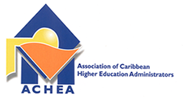 Association of Caribbean
Higher Education Administrators
ACHEA